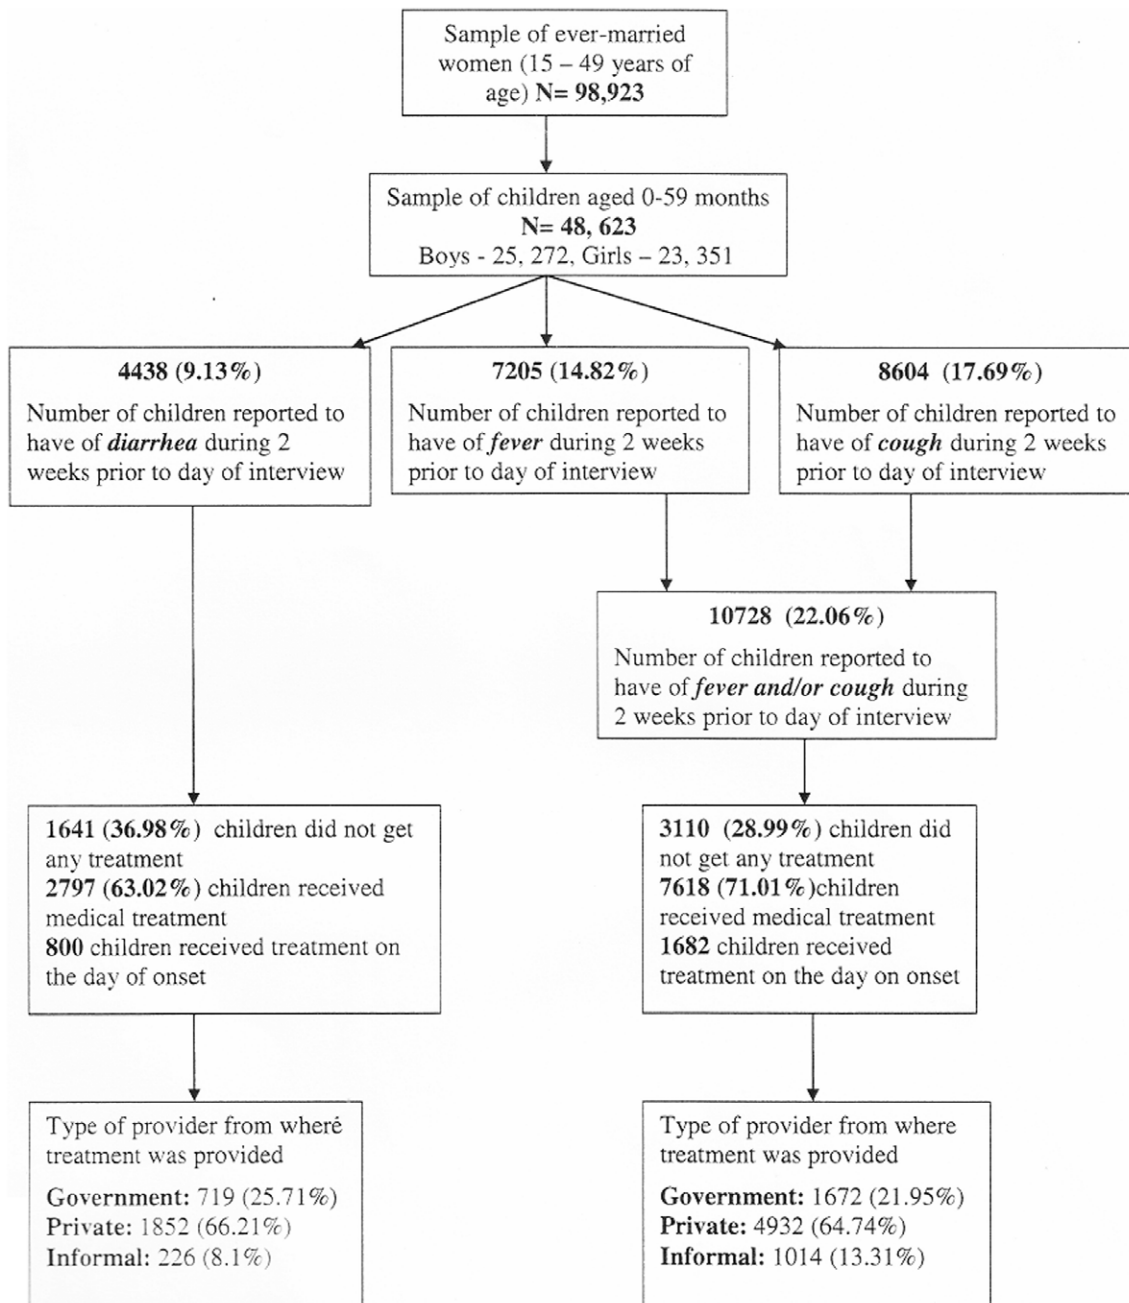 Sample of ever-married
women (15 – 49 years of
age) N= 98,923
Sample of children aged 0-59 months
N= 48, 623
Boys - 25, 272, Girls – 23, 351
4438 (9.13%)
Number of children reported to
have of diarrhea during 2
weeks prior to day of interview
7205 (14.82%)
Number of children reported to
have of fever during 2 weeks
prior to day of interview
8604 (17.69%)
Number of children reported to
have of cough during 2 weeks
prior to day of interview
10728 (22.06%)
Number of children reported to
have of fever and/or cough during
2 weeks prior to day of interview
1641 (36.98%) children did not get
any treatment
2797 (63.02%) children received
medical treatment
800 children received treatment on
the day of onset
3110 (28.99%) children did
not get any treatment
7618 (71.01%)children
received medical treatment
1682 children received
treatment on the day on onset
Type of provider from where
treatment was provided
Government: 719 (25.71%)
Private: 1852 (66.21%)
Informal: 226 (8.1%)
Type of provider from where
treatment was provided
Government: 1672 (21.95%)
Private: 4932 (64.74%)
Informal: 1014 (13.31%)